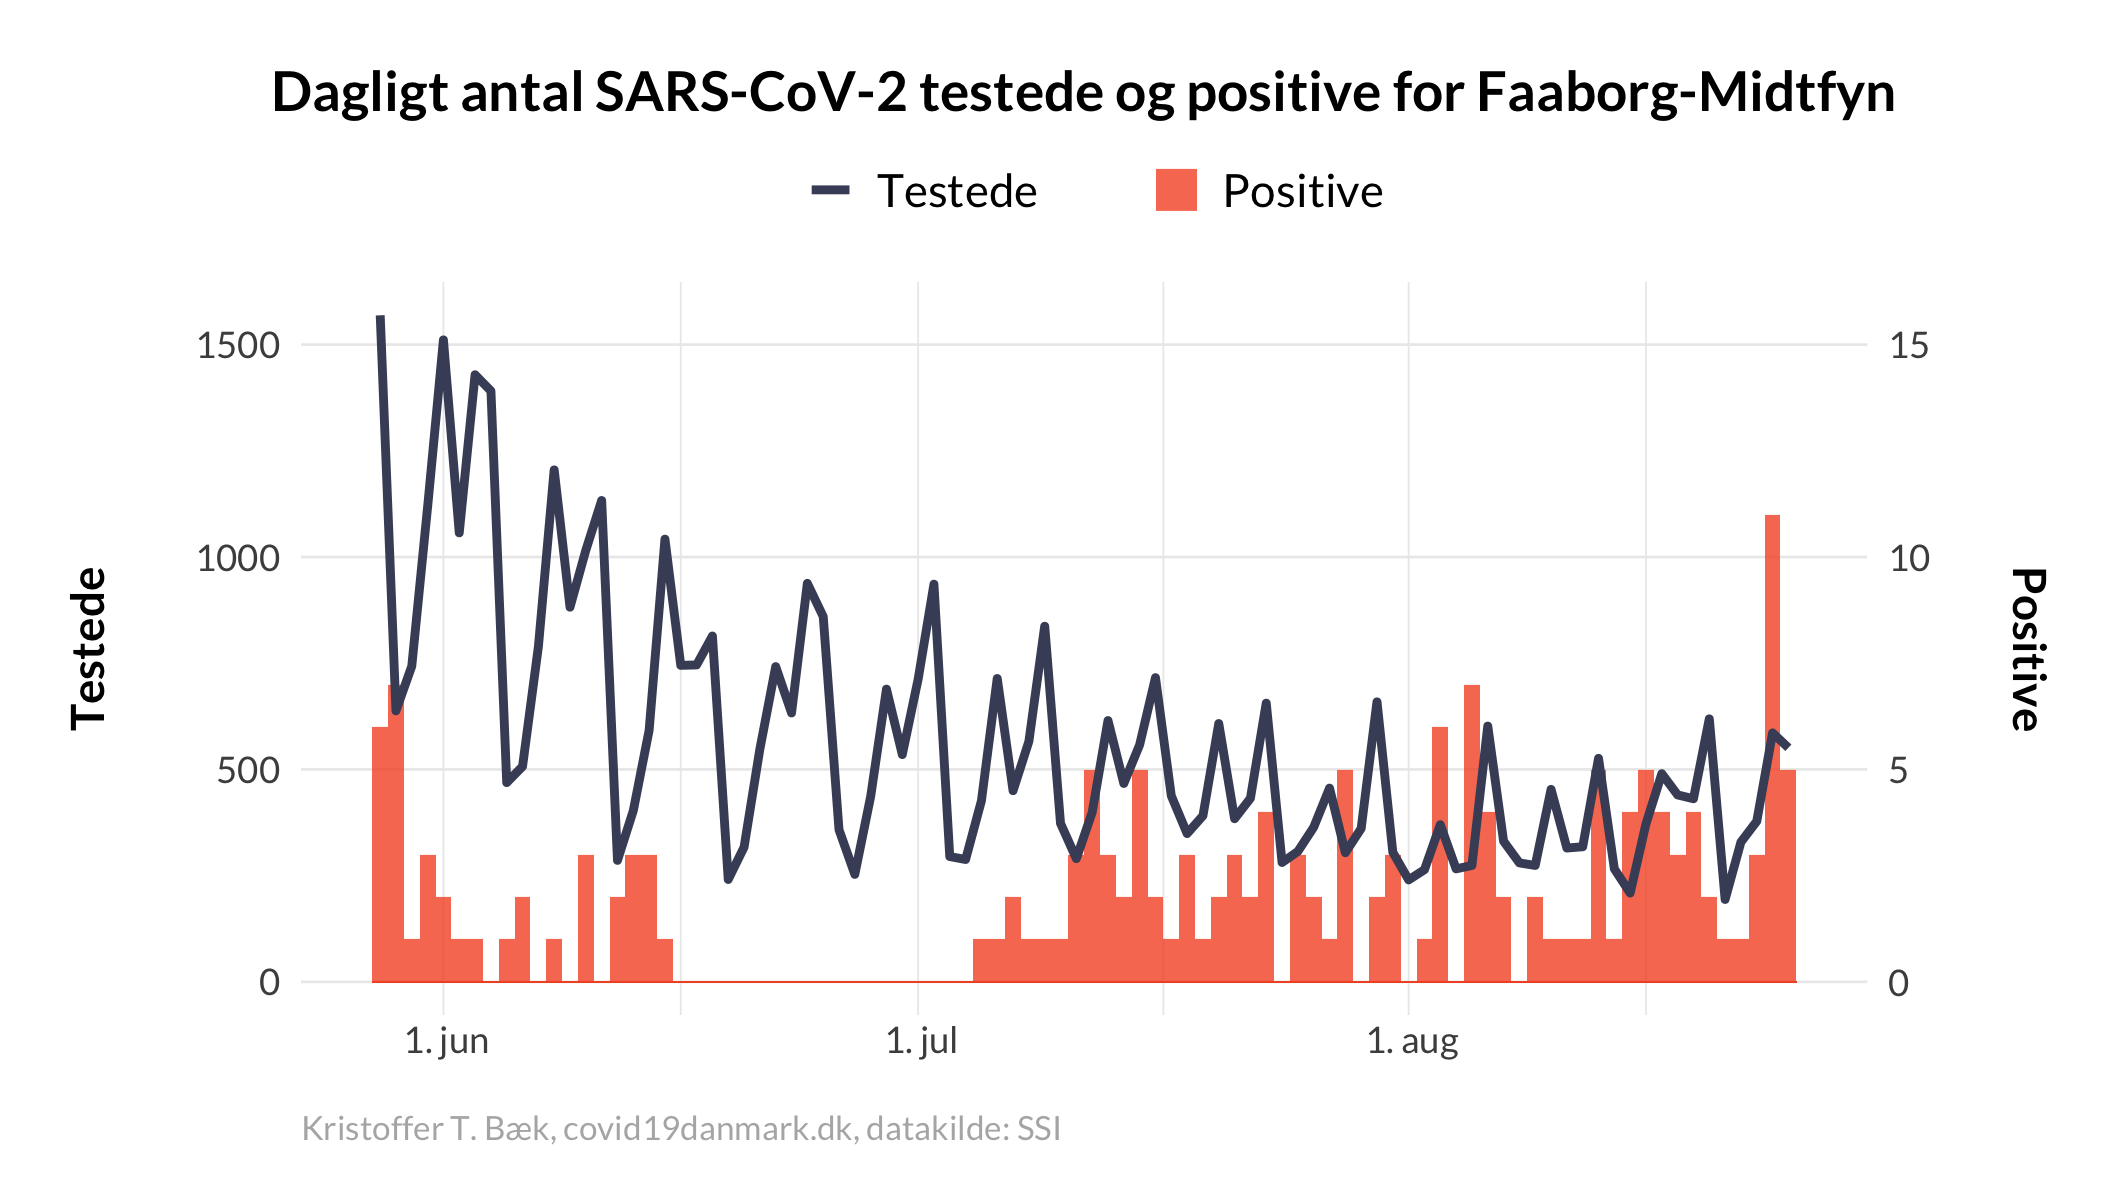 Dagligt antal SARS-CoV-2 testede og positive for Faaborg-Midtfyn
Testede
Positive
1500
1000
500
0
15
10
5
0
Testede
Positive
1. jun
1. jul
1. aug
Kristoffer T. Bæk, covid19danmark.dk, datakilde: SSI